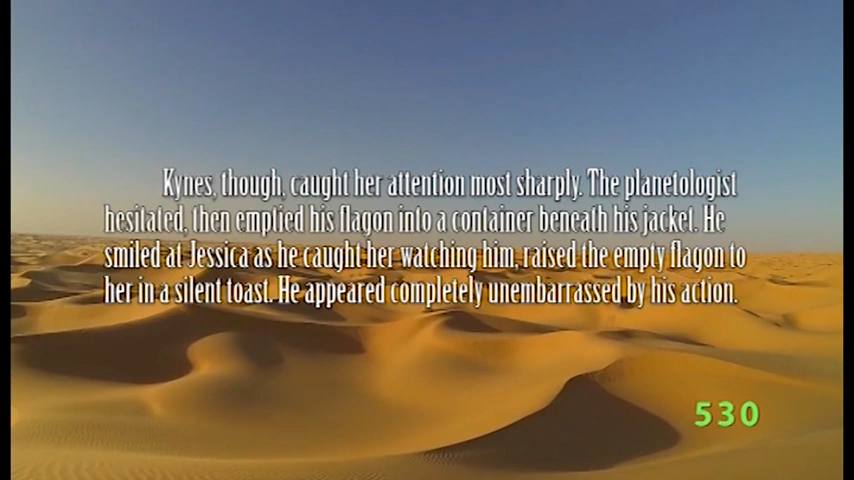 Kynes, though, caught her attention most sharply. The planetologist
hesitated, then emptied his flagon into a container beneath his jacket. He
smiled at Jessica as he caught her watching him, raised the empty flagon to
her in a silent toast. He appeared completely unembarrassed by his action.
530